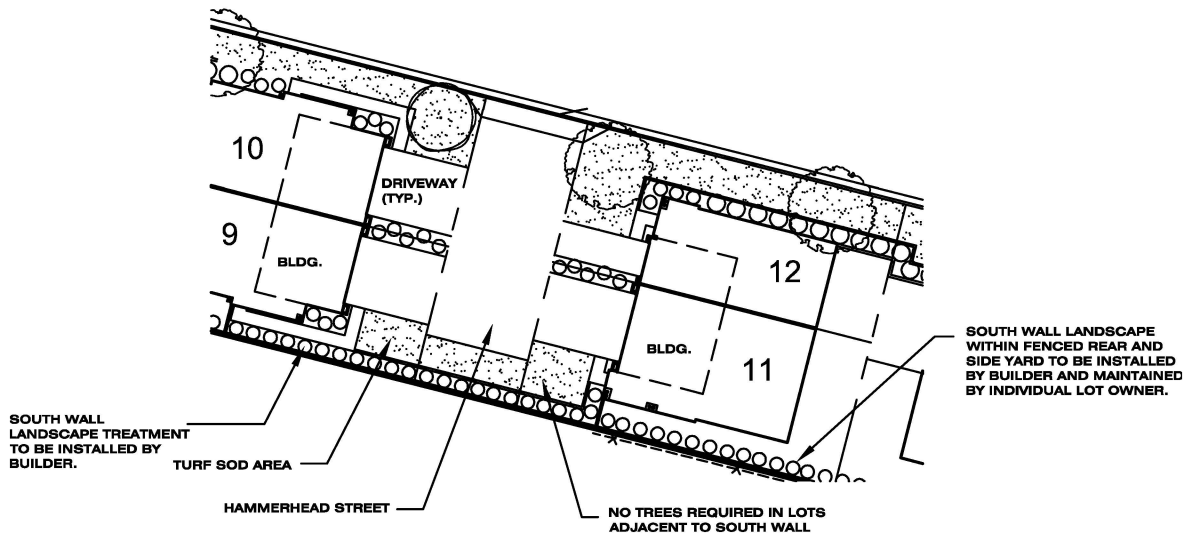 10
DRIVEWAY
(TYP.)
9
BLDG.
12
BLDG.
11
SOUTH WALL LANDSCAPE
WITHIN FENCED REAR AND
SIDE YARD TO BE INSTALLED
BY BUILDER AND MAINTAINED
BY INDIVIDUAL LOT OWNER.
SOUTH WALL
LANDSCAPE TREATMENT
TO BE INSTALLED BY
BUILDER.
TURF SOD AREA
HAMMERHEAD STREET
NO TREES REQUIRED IN LOTS
ADJACENT TO SOUTH WALL